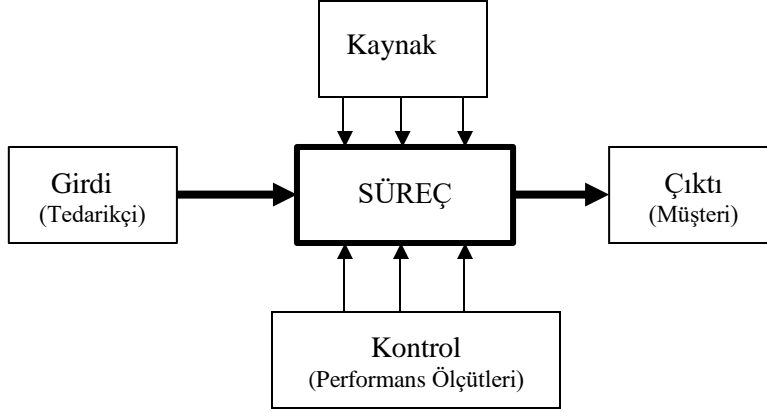 Kaynak
Girdi
(Tedarikçi)
SÜREÇ
Çıktı
(Müşteri)
Kontrol
(Performans Ölçütleri)